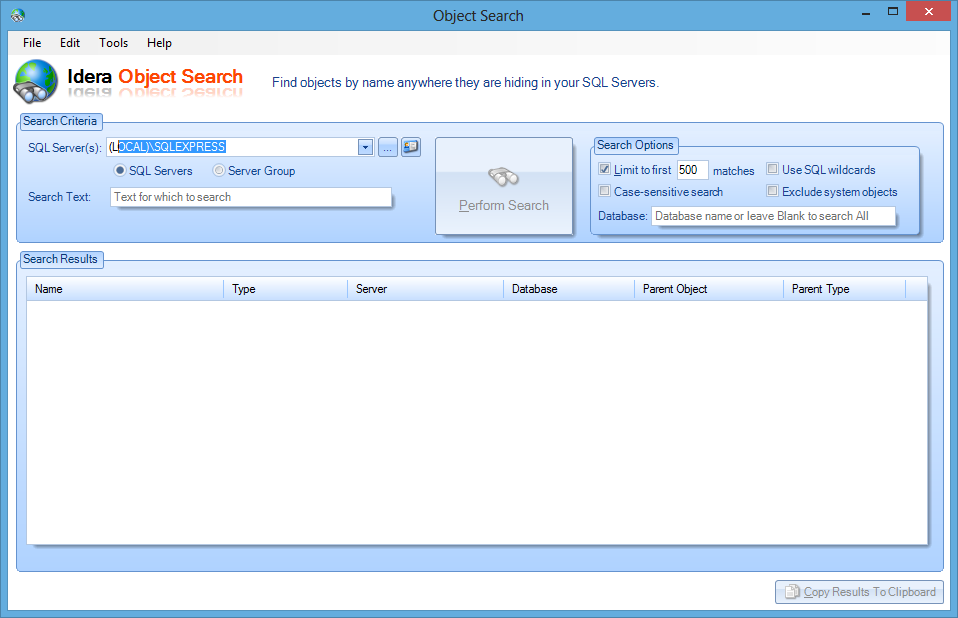 Object Search
File Edit Tools Help
Idera Object Search
Find objects by name anywhere they are hiding in your SQL Servers.
Search Criteria
SQL Server(s): (LOCAL)\SQLEXPRESS ...
SQL Servers Server Group
Search Text: Text for which to search
Perform Search
Search Options
Limit to first 500 matches Use SQL wildcards
Case-sensitive search Exclude system objects
Database: Database name or leave Blank to search All
Search Results
Name Type Server Database Parent Object Parent Type
Copy Results To Clipboard